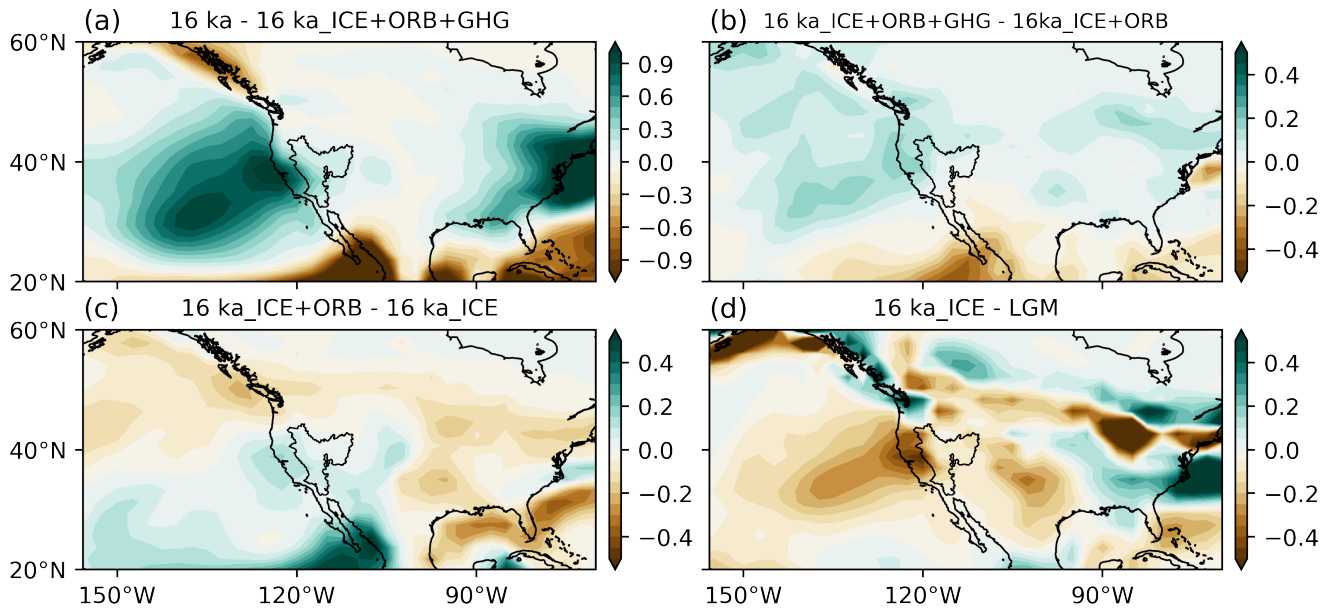 (a) 16 ka - 16 ka_ICE+ORB+GHG
(b) 16 ka_ICE+ORB+GHG - 16ka_ICE+ORB
60°N
40°N
20°N
0.9
0.6
0.3
0.0
−0.3
−0.6
−0.9
0.4
0.2
0.0
−0.2
−0.4
(c) 16 ka_ICE+ORB - 16 ka_ICE
(d) 16 ka_ICE - LGM
60°N
40°N
20°N
150°W 120°W 90°W
0.4
0.2
0.0
−0.2
−0.4
150°W 120°W 90°W
0.4
0.2
0.0
−0.2
−0.4